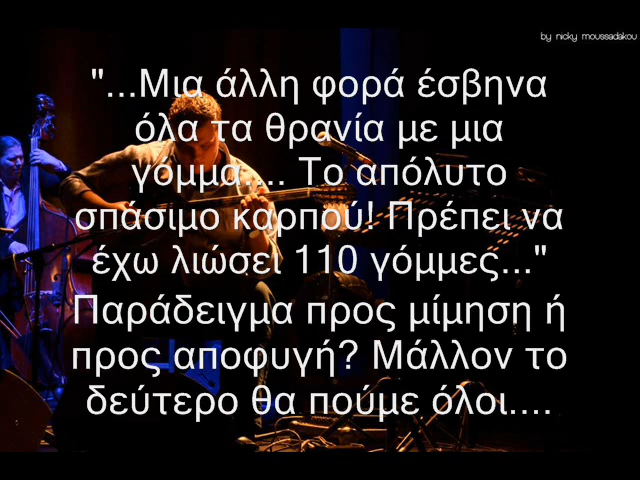 by nicky moussadakou
"...Μια άλλη φορά έσβηνα
όλα τα θρανία με μια
γόμμα.... Το απόλυτο
σπάσιμο καρπού! Πρέπει να
έχω λιώσει 110 γόμμες..."
Παράδειγμα προς μίμηση ή
προς αποφυγή? Μάλλον το
δεύτερο θα πούμε όλοι....